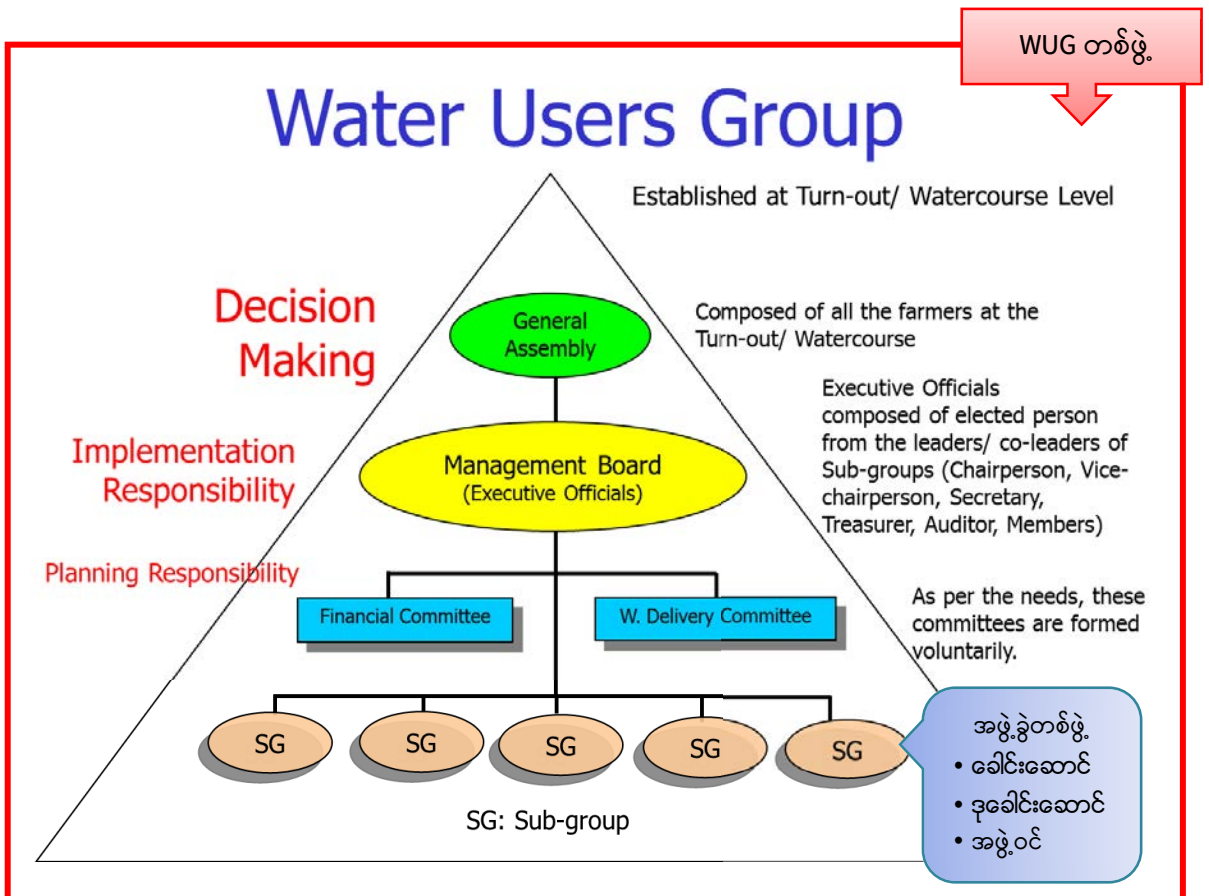 WUG တစ်ဖွဲ့
Water Users Group
Established at Turn-out/ Watercourse Level
Decision
Making
General
Assembly
Composed of all the farmers at the
Turn-out/ Watercourse
Implementation
Responsibility
Management Board
(Executive Officials)
Executive Officials
composed of elected person
from the leaders/ co-leaders of
Sub-groups (Chairperson, Vice-
chairperson, Secretary,
Treasurer, Auditor, Members)
Planning Responsibility
Financial Committee
W. Delivery Committee
As per the needs, these
committees are formed
voluntarily.
SG
SG
SG
SG
SG
အဖွဲ့ခွဲတစ်ဖွဲ့
• ခေါင်းဆောင်
• ဒုခေါင်းဆောင်
• အဖွဲ့ဝင်
SG: Sub-group